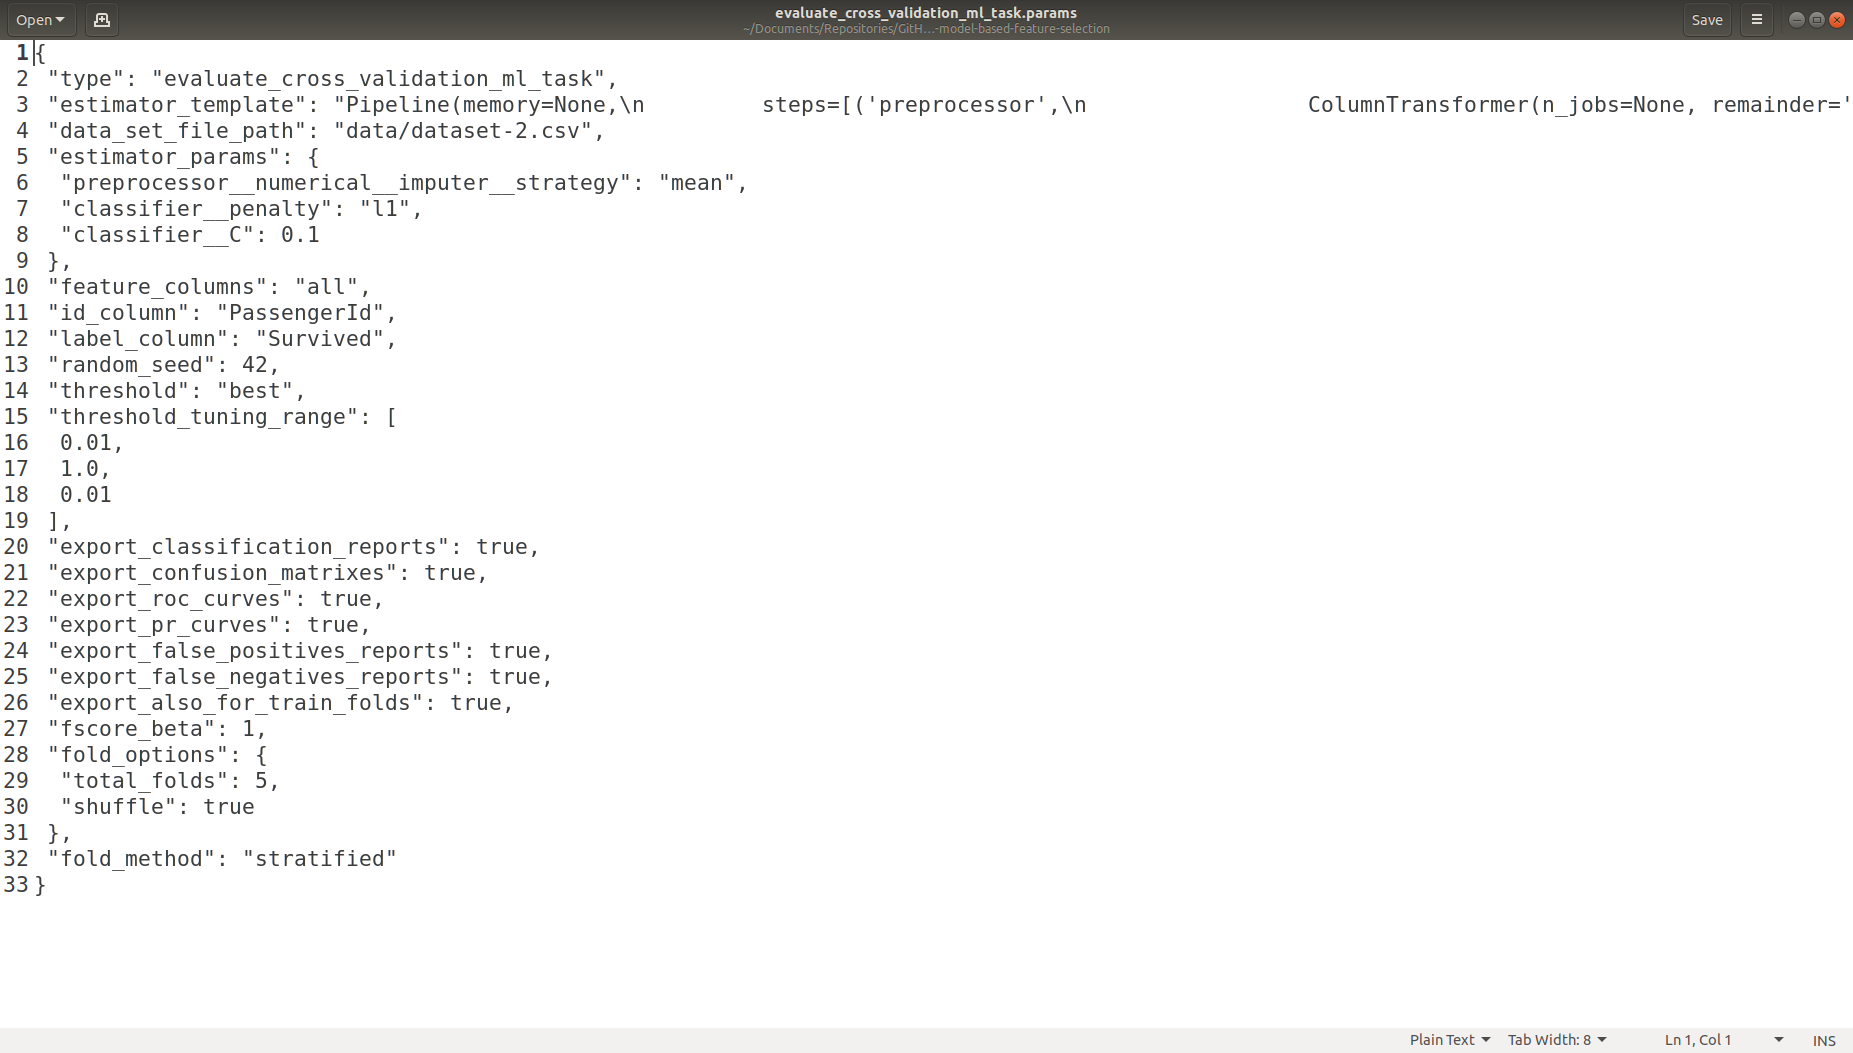 Open
evaluate_cross_validation_ml_task.params
~/Documents/Repositories/GitH...-model-based-feature-selection
Save
1 {
2  "type": "evaluate_cross_validation_ml_task",
3  "estimator_template": "Pipeline(memory=None,\n         steps=[('preprocessor',\n                 ColumnTransformer(n_jobs=None, remainder='
4  "data_set_file_path": "data/dataset-2.csv",
5  "estimator_params": {
6   "preprocessor__numerical__imputer__strategy": "mean",
7   "classifier__penalty": "l1",
8   "classifier__C": 0.1
9  },
10  "feature_columns": "all",
11  "id_column": "PassengerId",
12  "label_column": "Survived",
13  "random_seed": 42,
14  "threshold": "best",
15  "threshold_tuning_range": [
16   0.01,
17   1.0,
18   0.01
19  ],
20  "export_classification_reports": true,
21  "export_confusion_matrixes": true,
22  "export_roc_curves": true,
23  "export_pr_curves": true,
24  "export_false_positives_reports": true,
25  "export_false_negatives_reports": true,
26  "export_also_for_train_folds": true,
27  "fscore_beta": 1,
28  "fold_options": {
29   "total_folds": 5,
30   "shuffle": true
31  },
32  "fold_method": "stratified"
33 }
Plain Text Tab Width: 8 Ln 1, Col 1 INS